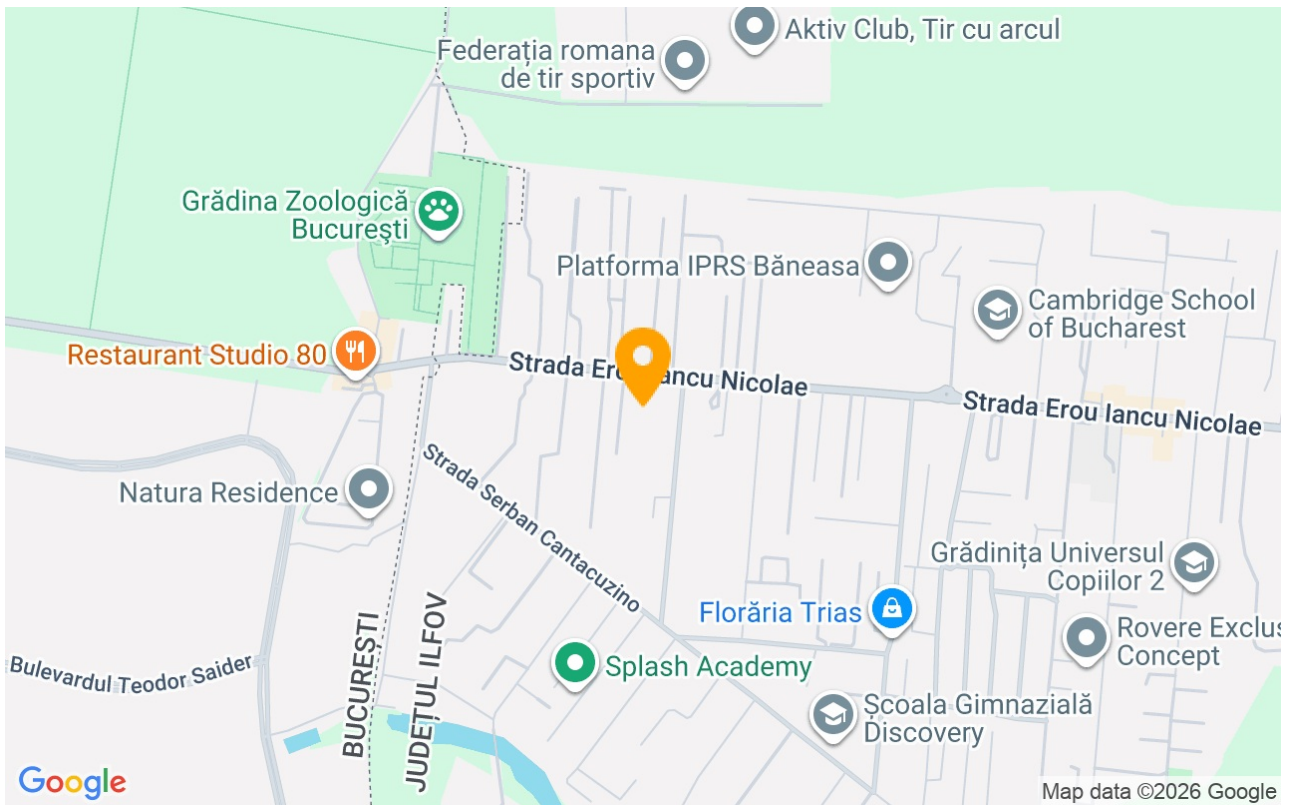 Aktiv Club, Tir cu arcul
Federația romana
de tir sportiv
Grădina Zoologică
București
Platforma IPRS Băneasa
Cambridge School
of Bucharest
Restaurant Studio 80
Strada Erou Iancu Nicolae
Strada Erou Iancu Nicolae
Natura Residence
Strada Serban Cantacuzino
Grădinița Universul
Copiilor 2
Florăria Trias
BUCUREȘTI
JUDEȚUL ILFOV
Rovere Exclus
Concept
Bulevardul Teodor Saider
Splash Academy
Școala Gimnazială
Discovery
Google
Map data ©2026 Google